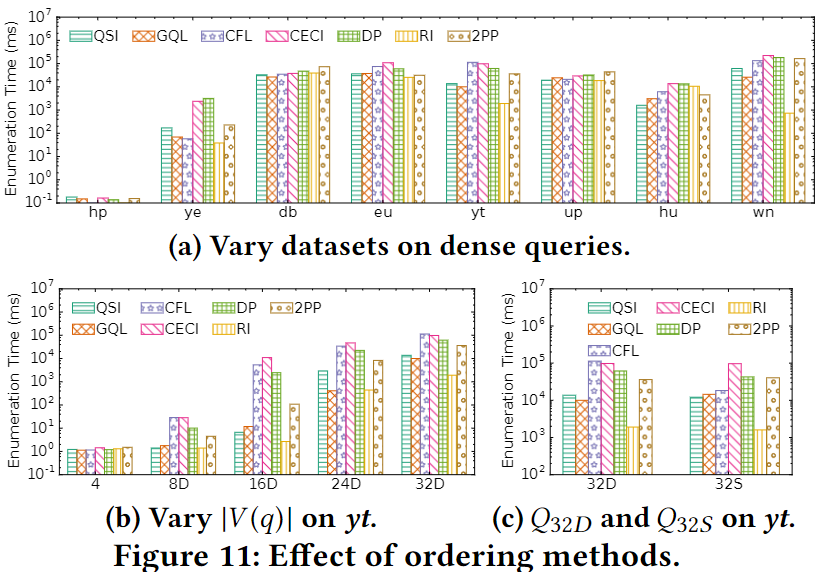 Enumeration Time (ms)
10^7
10^6
10^5
10^4
10^3
10^2
10^1
10^0
10^-1
QSI GQL CFL CECI DP RI 2PP
hp ye db eu yt up hu wn
(a) Vary datasets on dense queries.
Enumeration Time (ms)
10^7
10^6
10^5
10^4
10^3
10^2
10^1
10^0
10^-1
QSI CFL DP 2PP
GQL CECI RI
4 8D 16D 24D 32D
(b) Vary |V(q)| on yt.
Enumeration Time (ms)
10^7
10^6
10^5
10^4
10^3
10^2
QSI CECI RI
GQL DP 2PP
CFL
32D 32S
(c) Q_{32D} and Q_{32S} on yt.
Figure 11: Effect of ordering methods.